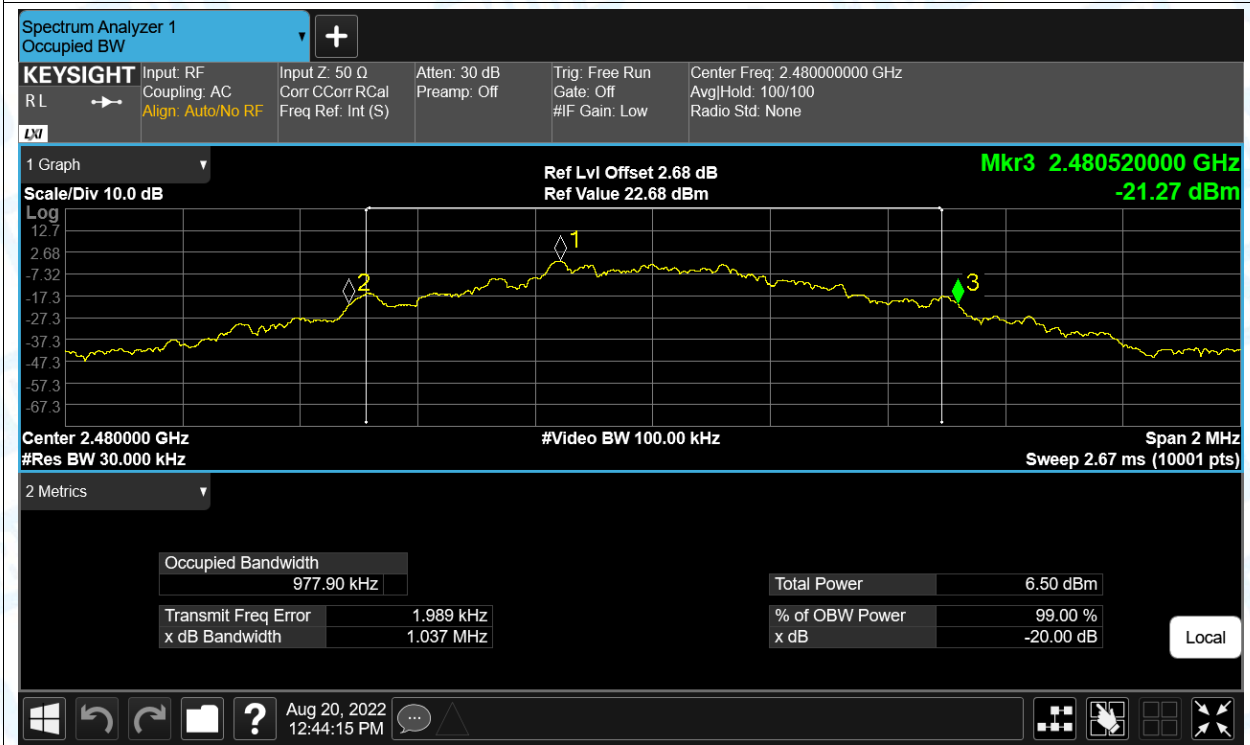 Spectrum Analyzer 1
Occupied BW
KEYSIGHT
R L
LXI
Input: RF
Coupling: AC
Align: Auto/No RF
Input Z: 50 Ω
Corr CCorr RCal
Freq Ref: Int (S)
Atten: 30 dB
Preamp: Off
Trig: Free Run
Gate: Off
#IF Gain: Low
Center Freq: 2.480000000 GHz
Avg|Hold: 100/100
Radio Std: None
1 Graph
Scale/Div 10.0 dB
Ref Lvl Offset 2.68 dB
Ref Value 22.68 dBm
Mkr3 2.480520000 GHz
-21.27 dBm
Log
12.7
2.68
-7.32
-17.3
-27.3
-37.3
-47.3
-57.3
-67.3
1
2
3
Center 2.480000 GHz
#Res BW 30.000 kHz
#Video BW 100.00 kHz
Span 2 MHz
Sweep 2.67 ms (10001 pts)
2 Metrics
Occupied Bandwidth
977.90 kHz
Transmit Freq Error 1.989 kHz
x dB Bandwidth 1.037 MHz
Total Power 6.50 dBm
% of OBW Power 99.00 %
x dB -20.00 dB
Local
?
Aug 20, 2022
12:44:15 PM